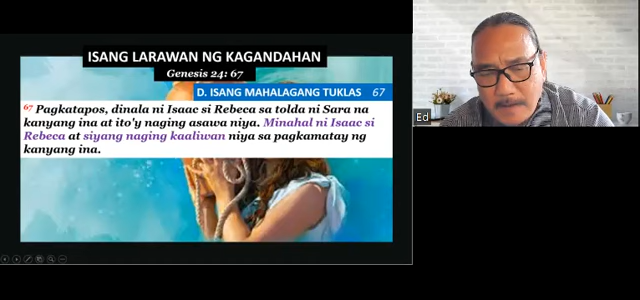 ISANG LARAWAN NG KAGANDAHAN
Genesis 24: 67
D. ISANG MAHALAGANG TUKLAS 67
67 Pagkatapos, dinala ni Isaac si Rebeca sa tolda ni Sara na
kanyang ina at ito'y naging asawa niya. Minahal ni Isaac si
Rebeca at siyang naging kaaliwan niya sa pagkamatay ng
kanyang ina.
Ed